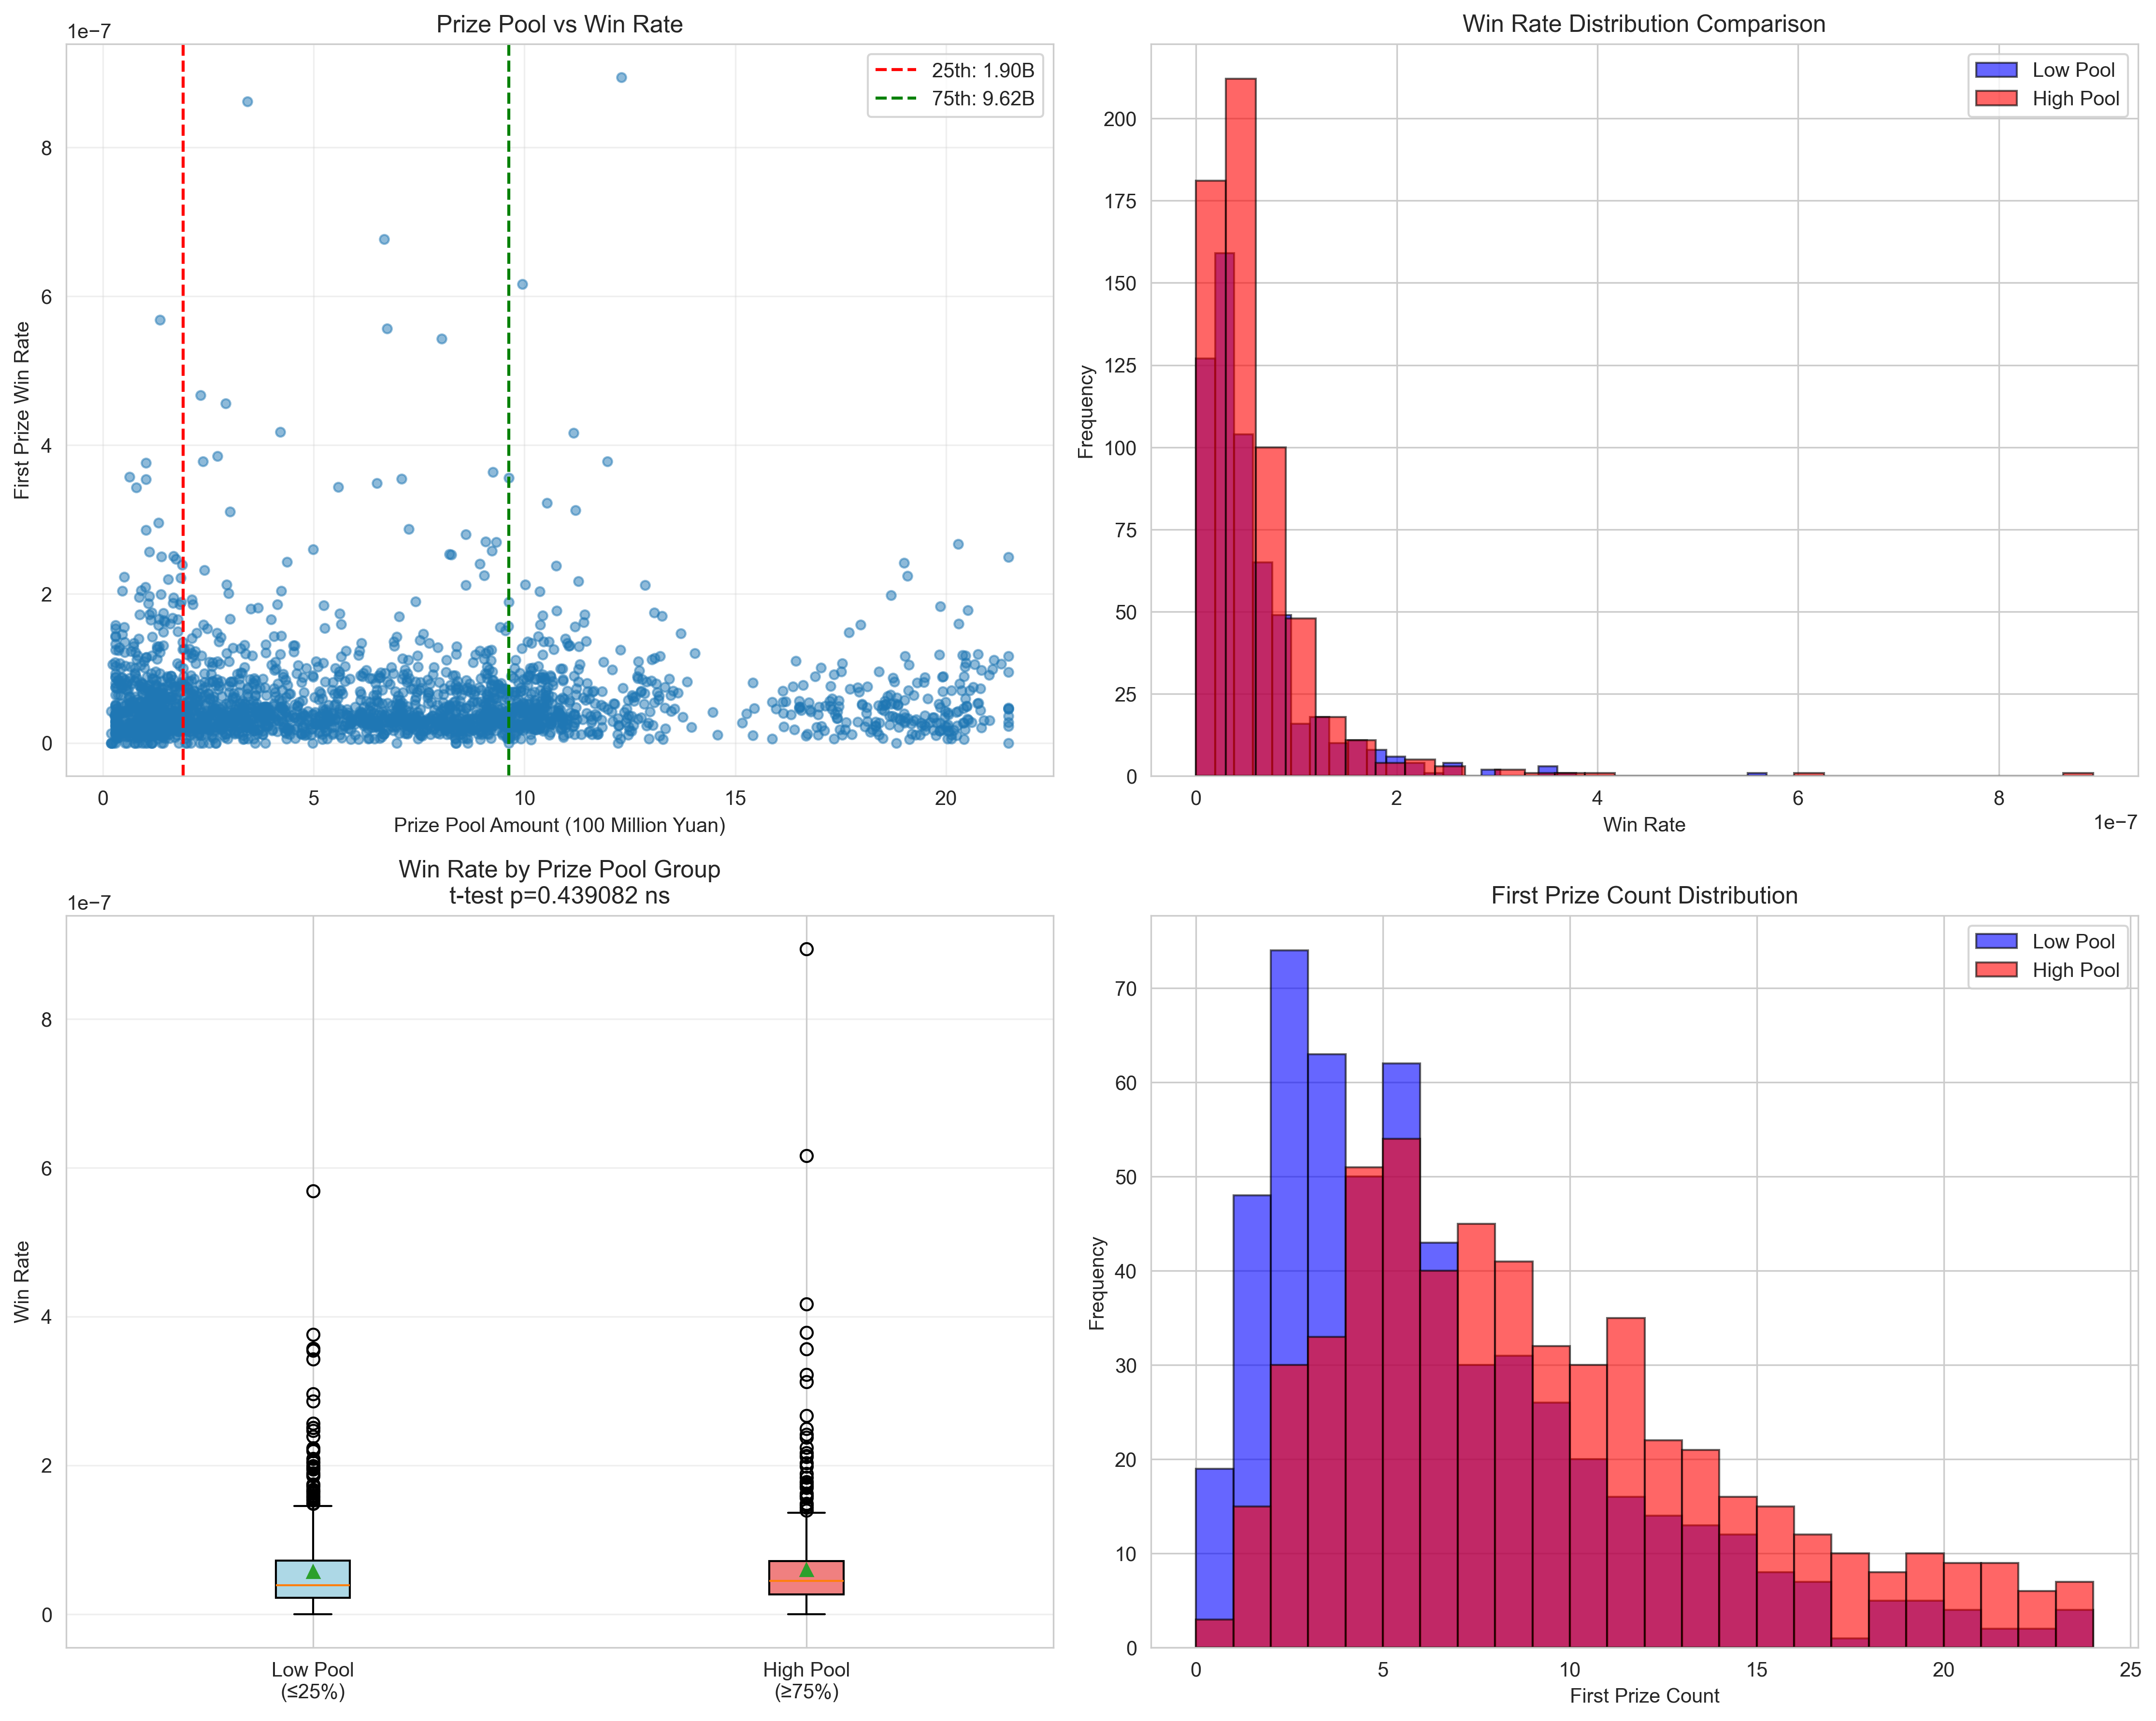 Prize Pool vs Win Rate
1e−7
25th: 1.90B
75th: 9.62B
8
6
4
2
0
First Prize Win Rate
0 5 10 15 20
Prize Pool Amount (100 Million Yuan)
Win Rate Distribution Comparison
Low Pool
High Pool
200
175
150
125
100
75
50
25
0
Frequency
0 2 4 6 8
1e−7
Win Rate
Win Rate by Prize Pool Group
t-test p=0.439082 ns
1e−7
8
6
4
2
0
Win Rate
Low Pool
(≤25%)
High Pool
(≥75%)
First Prize Count Distribution
Low Pool
High Pool
70
60
50
40
30
20
10
0
Frequency
0 5 10 15 20 25
First Prize Count